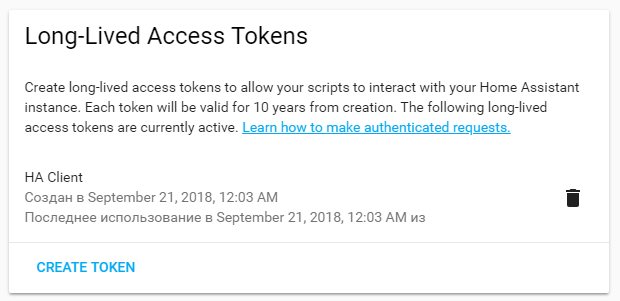 Long-Lived Access Tokens
Create long-lived access tokens to allow your scripts to interact with your Home Assistant
instance. Each token will be valid for 10 years from creation. The following long-lived
access tokens are currently active. Learn how to make authenticated requests.
HA Client
Создан в September 21, 2018, 12:03 AM
Последнее использование в September 21, 2018, 12:03 AM из
CREATE TOKEN